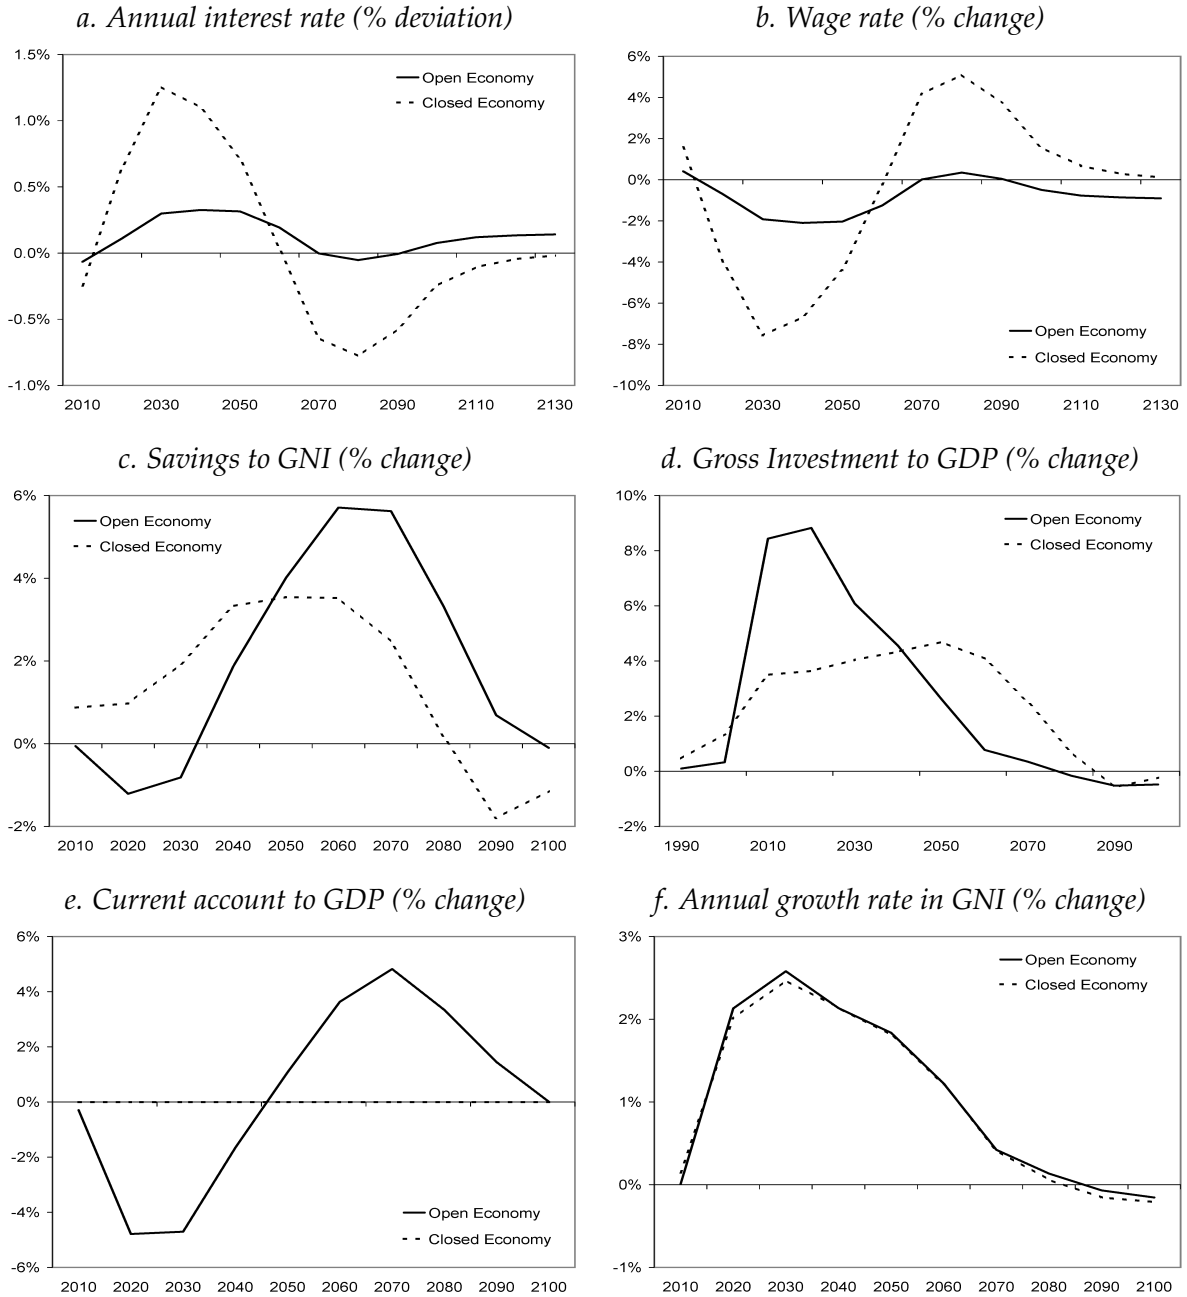 a. Annual interest rate (% deviation)
1.5%
1.0%
0.5%
0.0%
-0.5%
-1.0%
Open Economy
Closed Economy
2010 2030 2050 2070 2090 2110 2130
b. Wage rate (% change)
6%
4%
2%
0%
-2%
-4%
-6%
-8%
-10%
Open Economy
Closed Economy
2010 2030 2050 2070 2090 2110 2130
c. Savings to GNI (% change)
6%
4%
2%
0%
-2%
Open Economy
Closed Economy
2010 2020 2030 2040 2050 2060 2070 2080 2090 2100
d. Gross Investment to GDP (% change)
10%
8%
6%
4%
2%
0%
-2%
Open Economy
Closed Economy
1990 2010 2030 2050 2070 2090
e. Current account to GDP (% change)
6%
4%
2%
0%
-2%
-4%
-6%
Open Economy
Closed Economy
2010 2020 2030 2040 2050 2060 2070 2080 2090 2100
f. Annual growth rate in GNI (% change)
3%
2%
1%
0%
-1%
Open Economy
Closed Economy
2010 2020 2030 2040 2050 2060 2070 2080 2090 2100